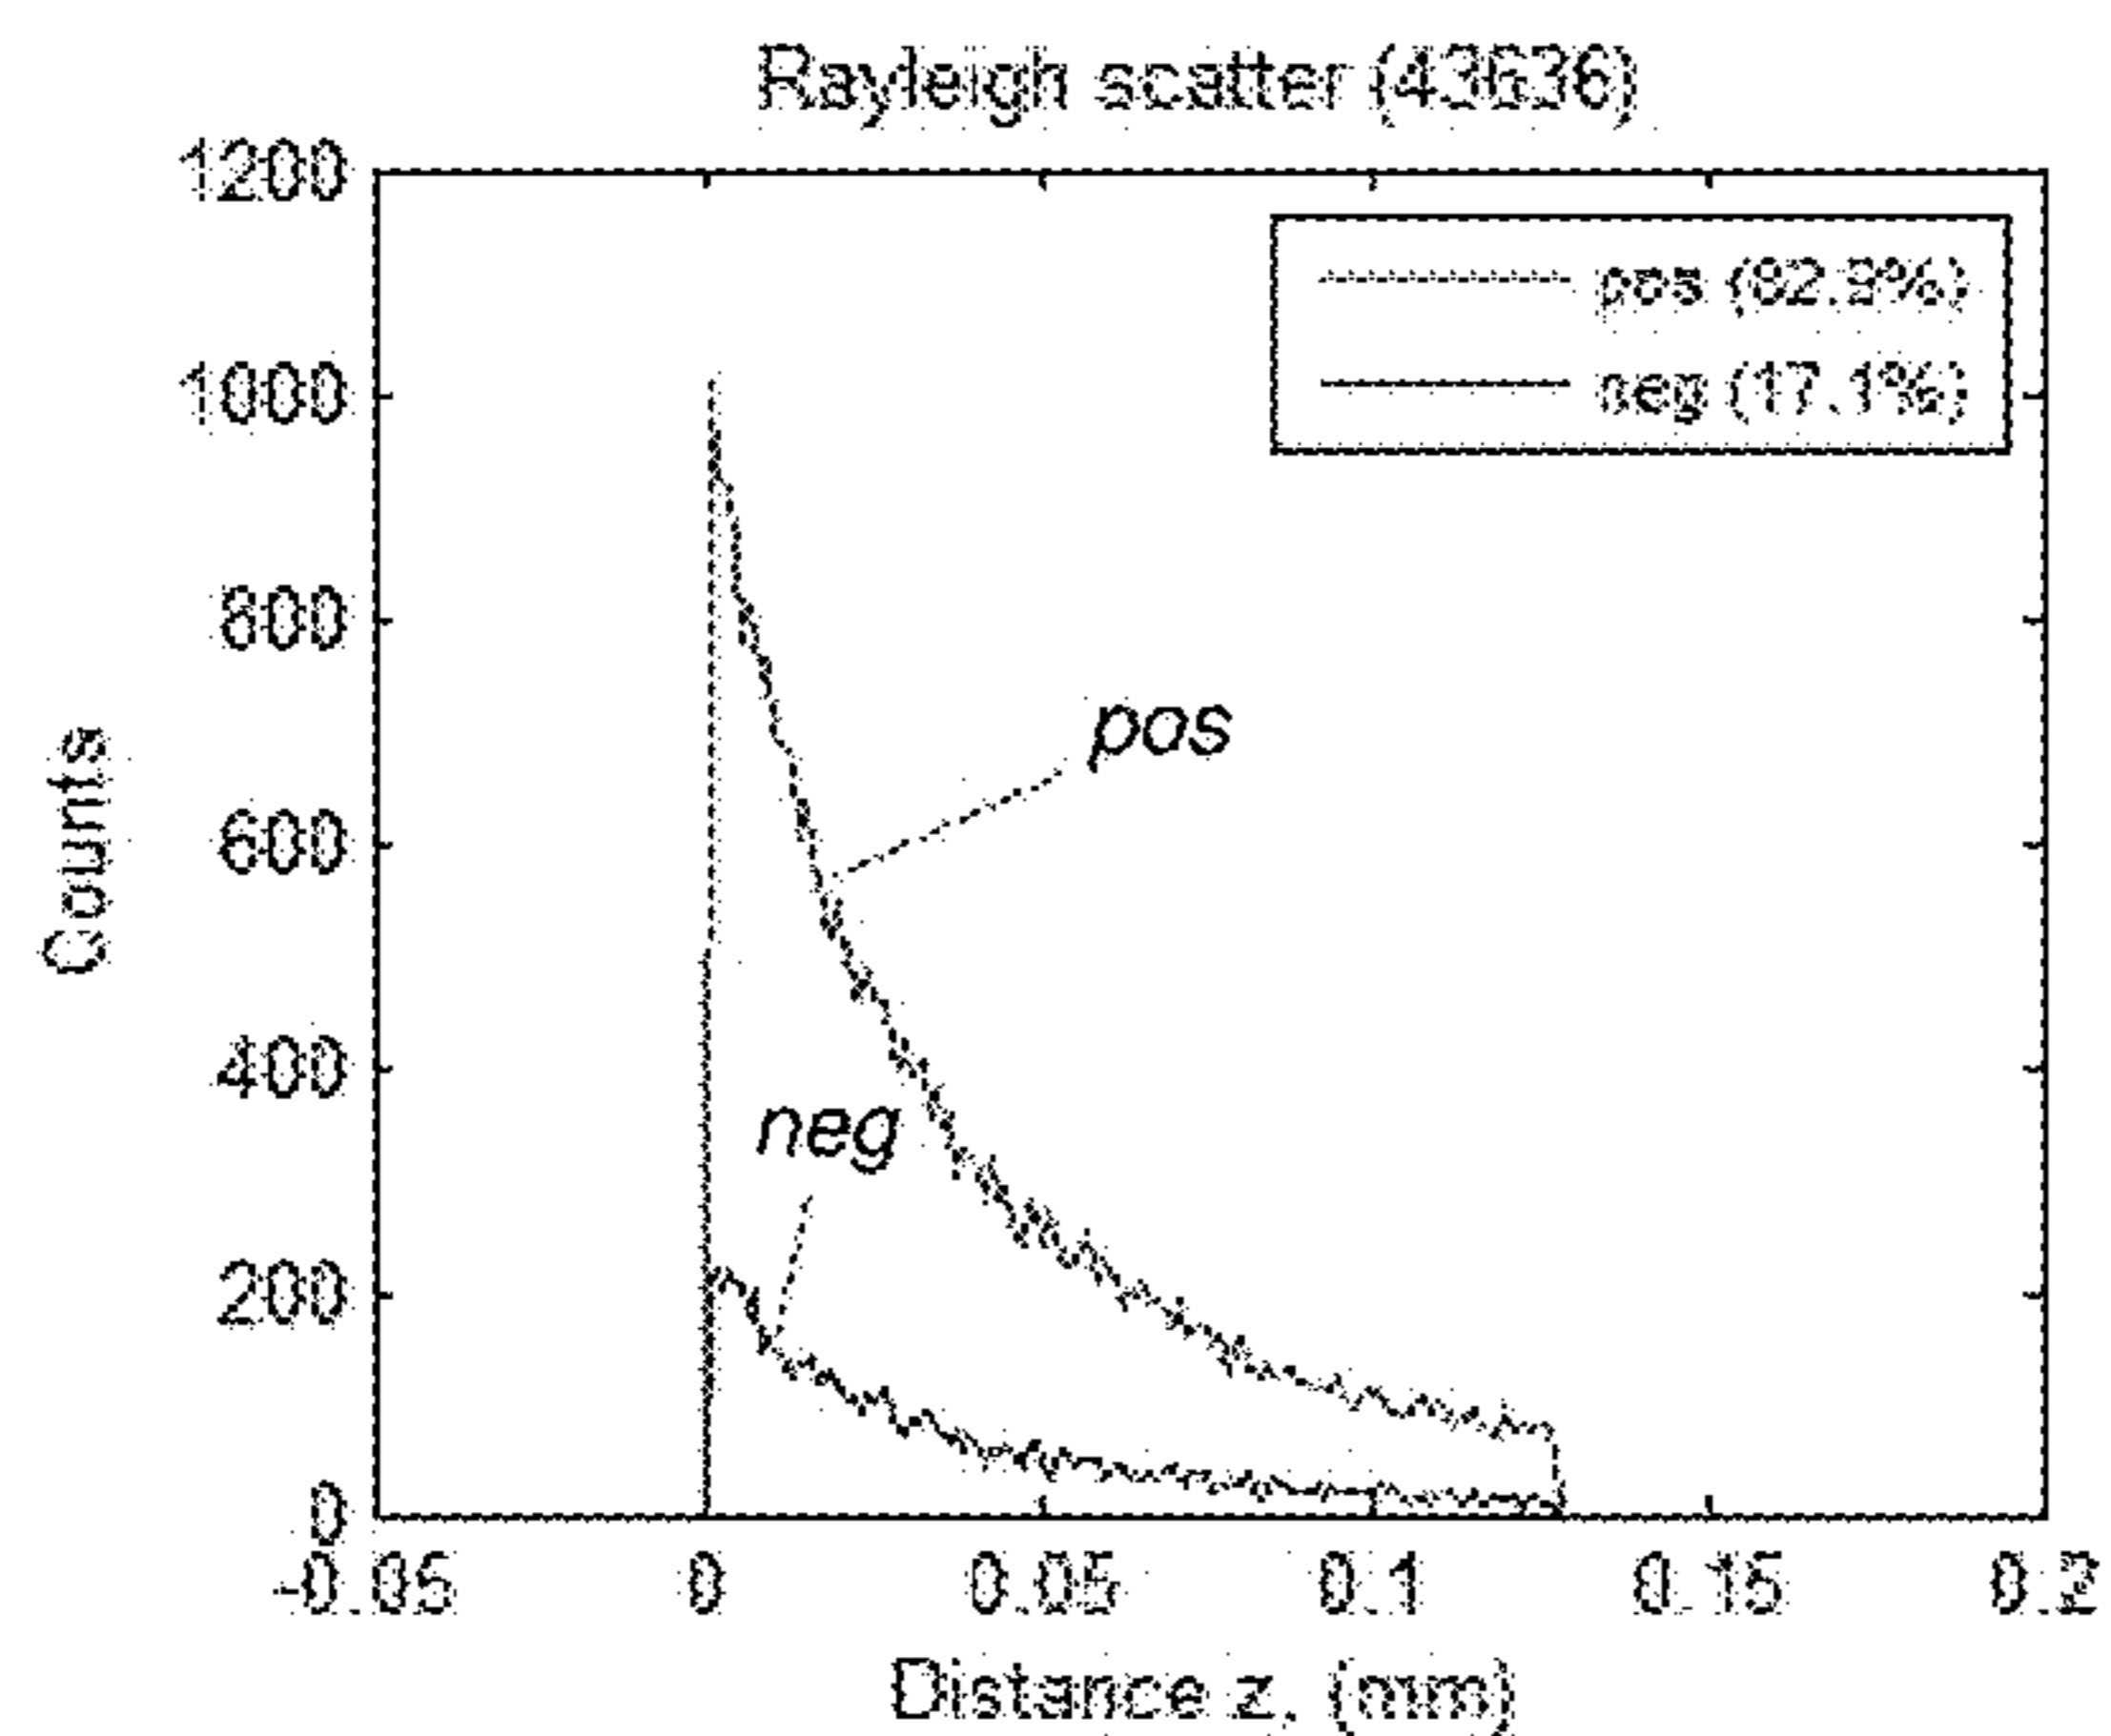 Rayleigh scatter (43636)
1200
1000
800
600
400
200
0
Counts
pos (82.9%)
neg (17.1%)
pos
neg
-0.05
0
0.05
0.1
0.15
0.2
Distance z, (mm)